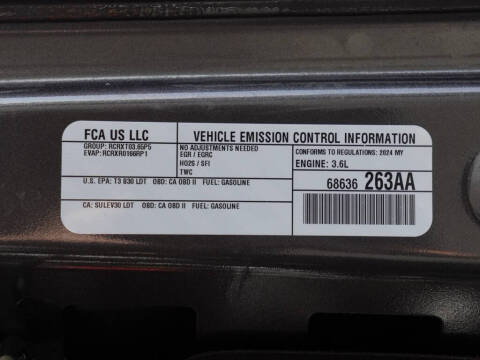 FCA US LLC
VEHICLE EMISSION CONTROL INFORMATION
GROUP: RCRXT03.65P5
EVAP: RCRXR0166RP1
NO ADJUSTMENTS NEEDED
EGR / EGRC
HO2S / SFI
TWC
CONFORMS TO REGULATIONS: 2024 MY
ENGINE: 3.6L
U.S. EPA: T3 B30 LDT OBD: CA OBD II FUEL: GASOLINE
68636 263AA
CA: SULEV30 LDT OBD: CA OBD II FUEL: GASOLINE